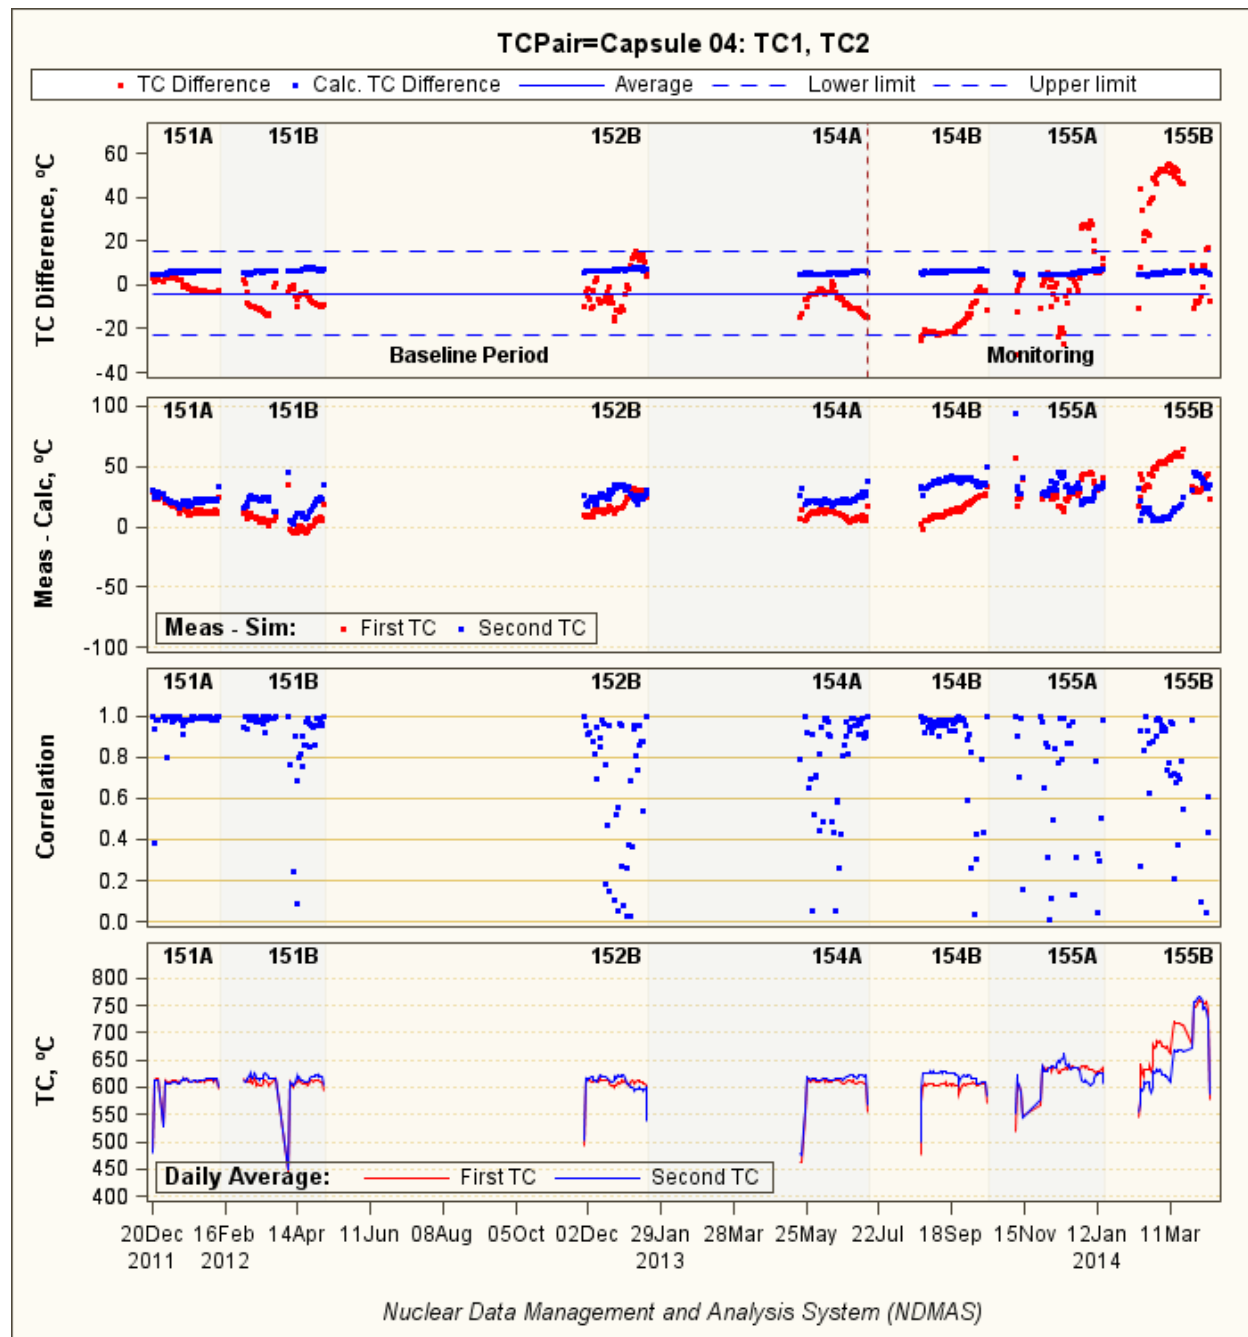 TCPair=Capsule 04: TC1, TC2
TC Difference Calc. TC Difference Average Lower limit Upper limit
151A 151B 152B 154A 154B 155A 155B
TC Difference, ºC
60
40
20
0
-20
-40
Baseline Period Monitoring
151A 151B 152B 154A 154B 155A 155B
Meas - Calc, ºC
100
50
0
-50
-100
Meas - Sim: First TC Second TC
151A 151B 152B 154A 154B 155A 155B
Correlation
1.0
0.8
0.6
0.4
0.2
0.0
151A 151B 152B 154A 154B 155A 155B
TC, ºC
800
750
700
650
600
550
500
450
400
Daily Average: First TC Second TC
20Dec 16Feb 14Apr 11Jun 08Aug 05Oct 02Dec 29Jan 28Mar 25May 22Jul 18Sep 15Nov 12Jan 11Mar
2011 2012 2013 2014
Nuclear Data Management and Analysis System (NDMAS)